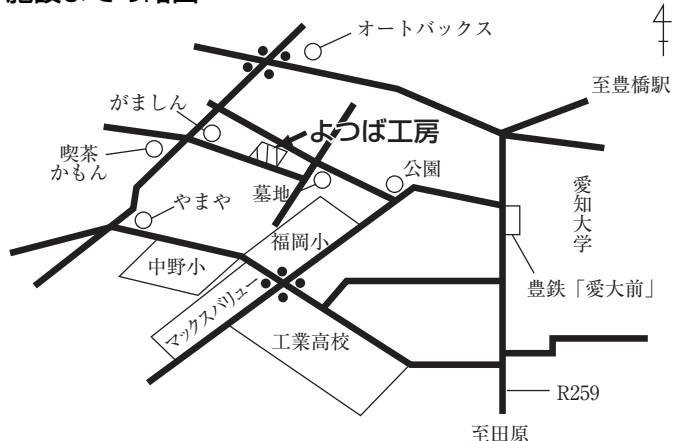 オートバックス
至豊橋駅
がましん
よつば工房
喫茶
かもん
公園
墓地
やまや
愛知大学
福岡小
中野小
豊鉄「愛大前」
マックスバリュー
工業高校
R259
至田原